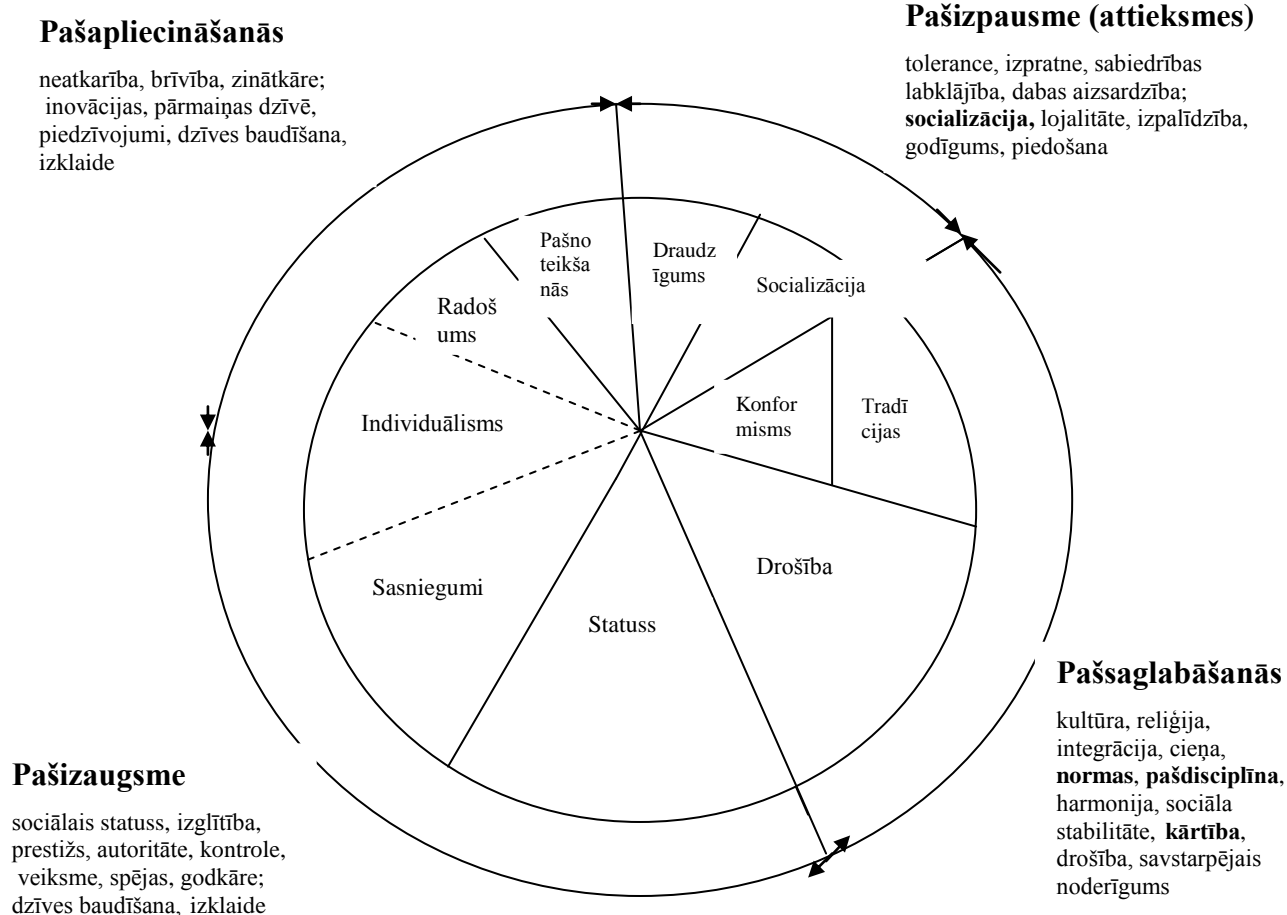 Pašapliecināšanās
neatkarība, brīvība, zinātkāre;
inovācijas, pārmaiņas dzīvē,
piedzīvojumi, dzīves baudīšana,
izklaide
Pašizpausme (attieksmes)
tolerance, izpratne, sabiedrības
labklājība, dabas aizsardzība;
socializācija, lojalitāte, izpalīdzība,
godīgums, piedošana
Pašno
teikša
nās
Draudz
īgums
Socializācija
Radoš
ums
Individuālisms
Konfor
misms
Tradī
cijas
Sasniegumi
Statuss
Drošība
Pašsaglabāšanās
kultūra, reliģija,
integrācija, cieņa,
normas, pašdisciplīna,
harmonija, sociāla
stabilitāte, kārtība,
drošība, savstarpējais
noderīgums
Pašizaugsme
sociālais statuss, izglītība,
prestižs, autoritāte, kontrole,
veiksme, spējas, godkāre;
dzīves baudīšana, izklaide